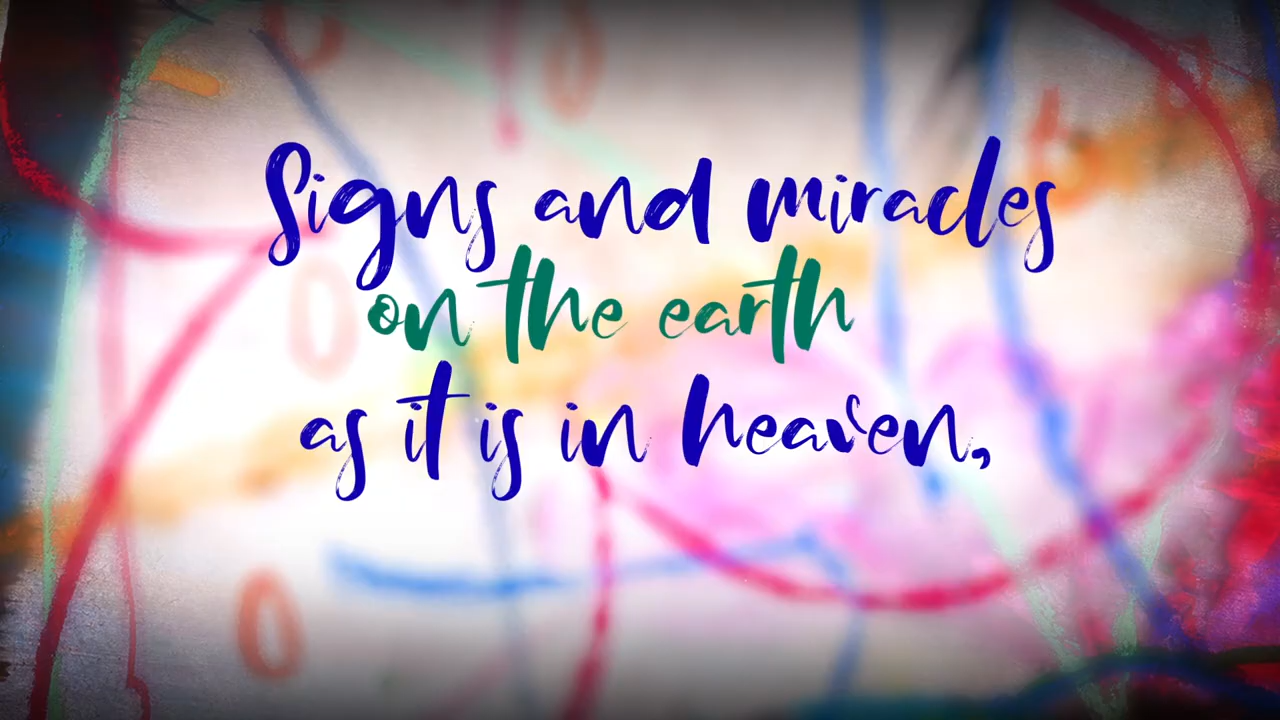 Signs and miracles
on the earth
as it is in heaven,